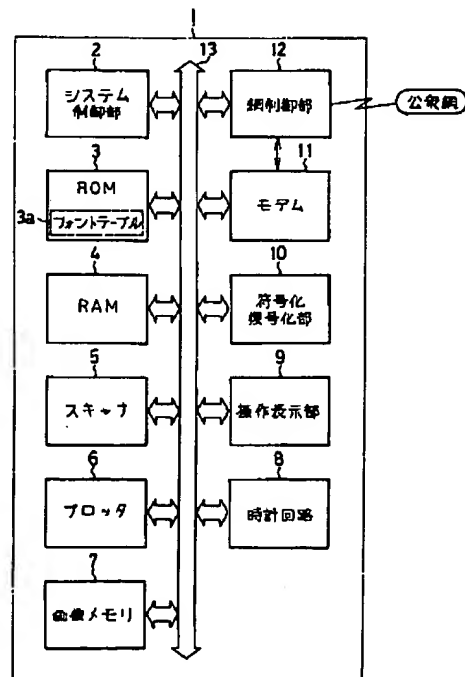 1
13
2
システム
制御部
12
網制御部
公衆網
3
ROM
3a
フォントテーブル
11
モデム
4
RAM
10
符号化
復号化部
5
スキャナ
9
操作表示部
6
プロッタ
8
時計回路
7
画像メモリ